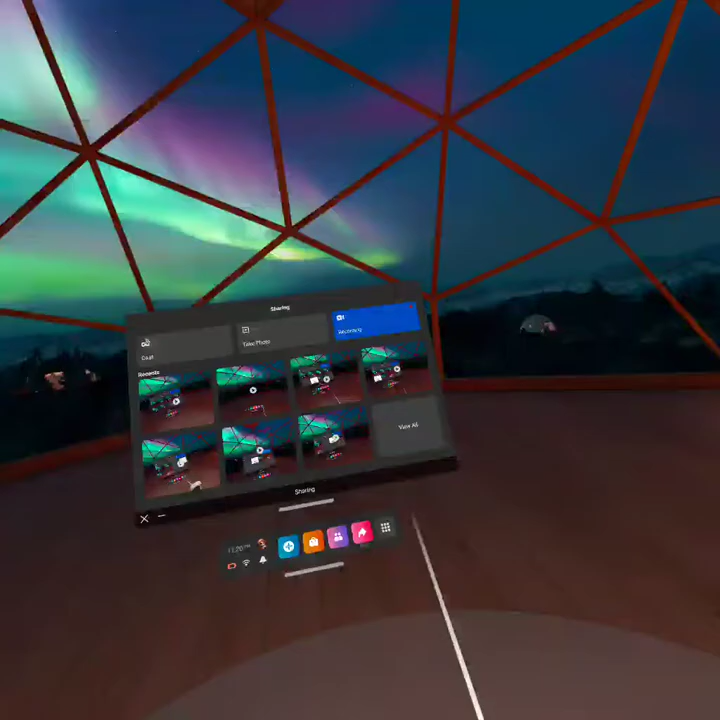 Sharing
Cast
Take Photo
Recording
Recents
View All
Sharing